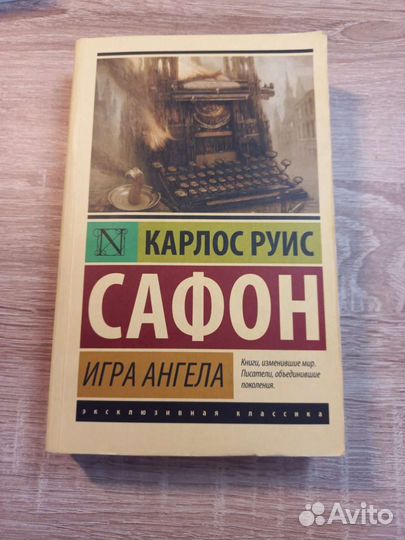 N
КАРЛОС РУИС
САФОН
ИГРА АНГЕЛА
Книги, изменившие мир.
Писатели, объединившие
поколения.
эксклюзивная классика
Avito